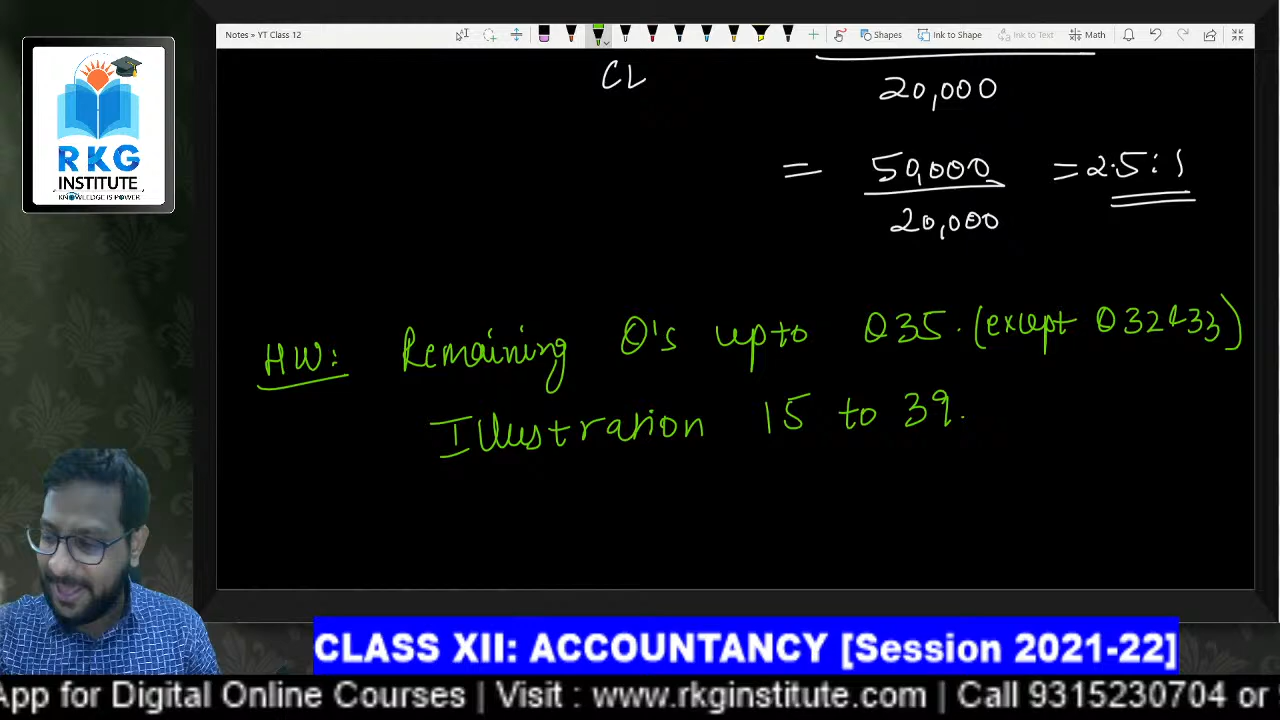 Notes » YT Class 12
Shapes
Ink to Shape
Ink to Text
Math
RKG
INSTITUTE
KNOWLEDGE IS POWER
CL
20,000
= 50,000 = 2.5 : 1
20,000
HW: Remaining Q's upto Q35. (except Q32 & 33)
Illustration 15 to 39.
CLASS XII: ACCOUNTANCY [Session 2021-22]
App for Digital Online Courses | Visit : www.rkginstitute.com | Call 9315230704 or